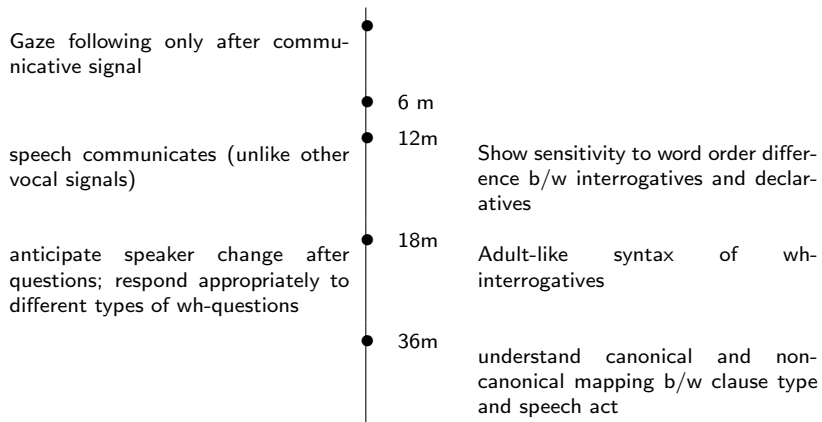 Gaze following only after commu-
nicative signal
6 m
12m
speech communicates (unlike other
vocal signals)
Show sensitivity to word order differ-
ence b/w interrogatives and declar-
atives
18m
anticipate speaker change after
questions; respond appropriately to
different types of wh-questions
Adult-like syntax of wh-
interrogatives
36m
understand canonical and non-
canonical mapping b/w clause type
and speech act